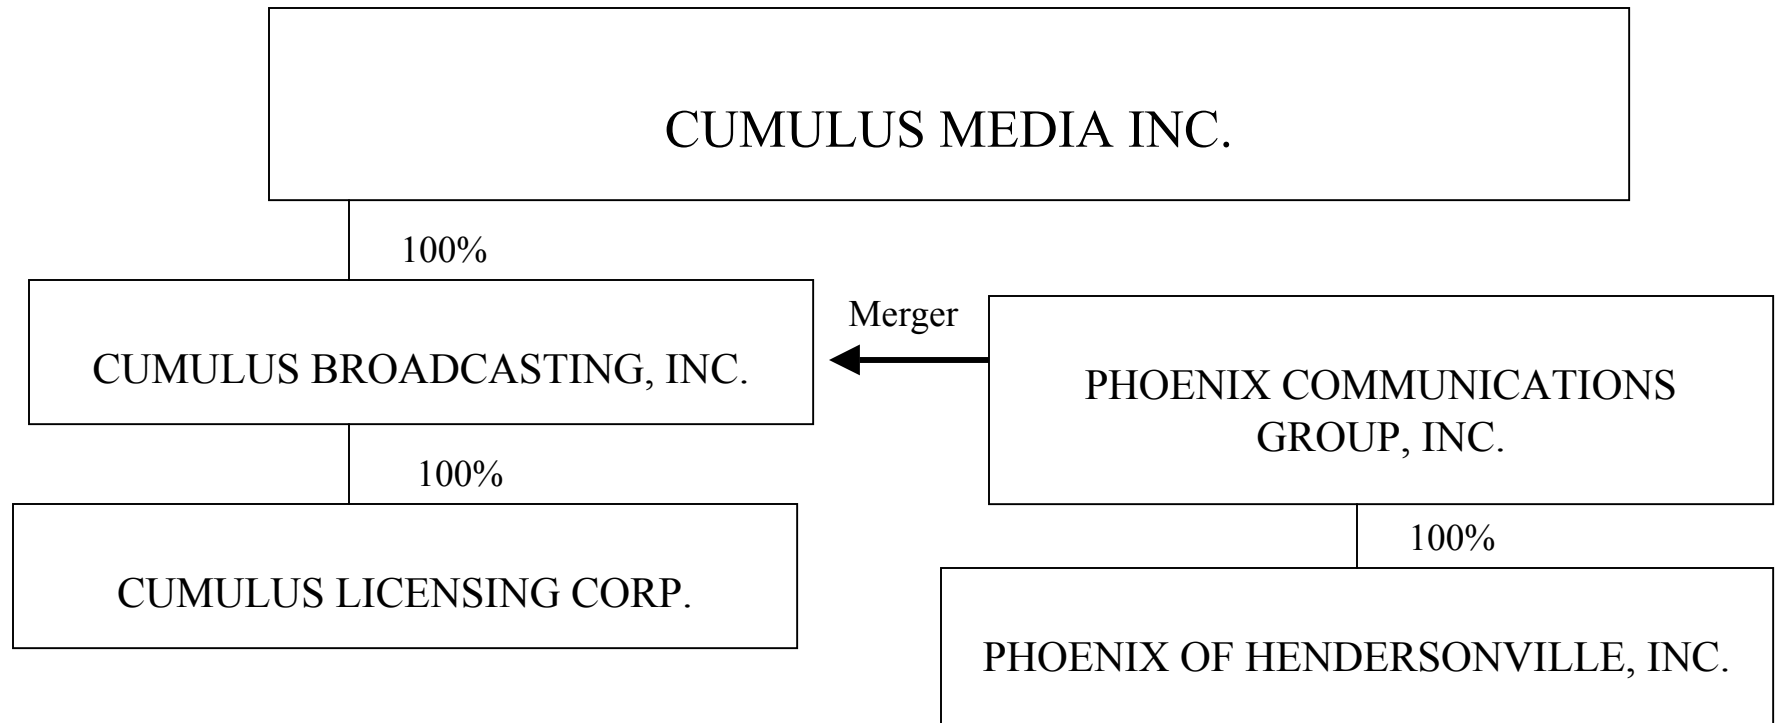 CUMULUS MEDIA INC.
100%
CUMULUS BROADCASTING, INC.
Merger
PHOENIX COMMUNICATIONS
GROUP, INC.
100%
CUMULUS LICENSING CORP.
100%
PHOENIX OF HENDERSONVILLE, INC.